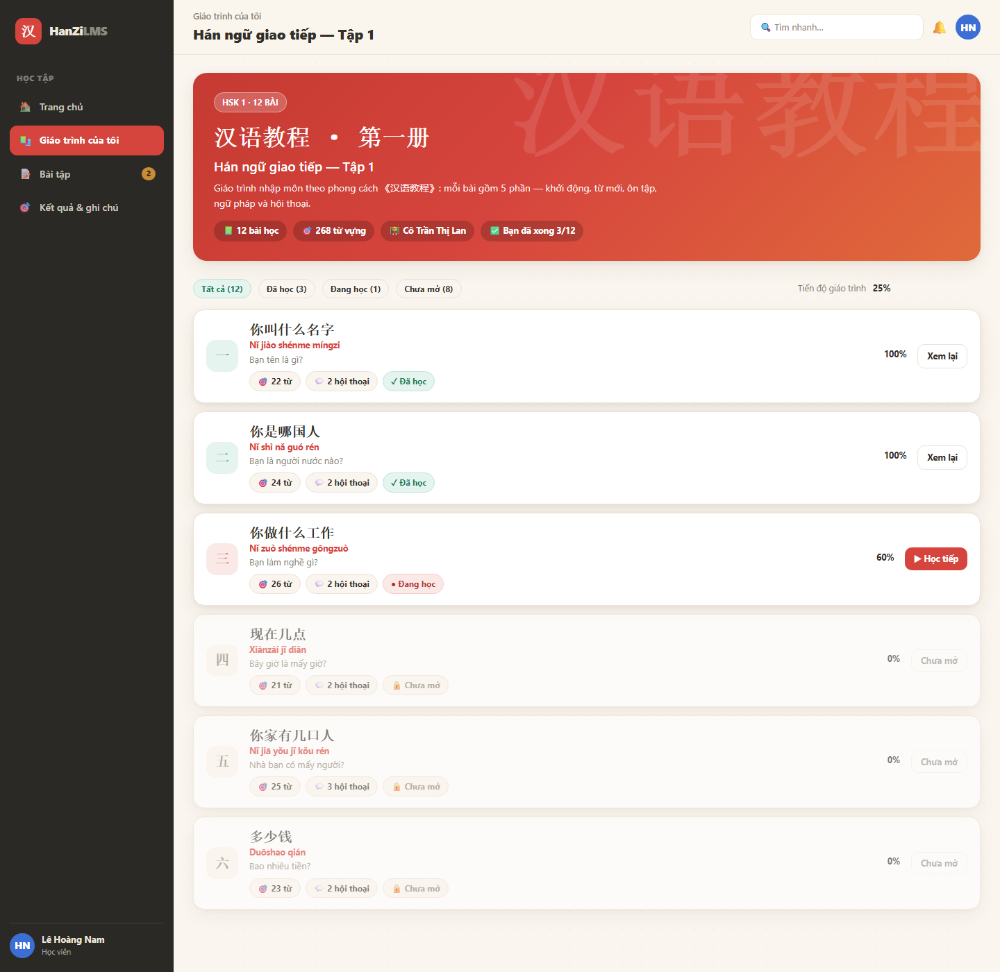 汉 HanZiLMS
HỌC TẬP
Trang chủ
Giáo trình của tôi
Bài tập 2
Kết quả & ghi chú
Lê Hoàng Nam
HN
Học viên
Giáo trình của tôi
Hán ngữ giao tiếp — Tập 1
Tìm nhanh...
HN
汉语教程
HSK 1 · 12 BÀI
汉语教程 • 第一册
Hán ngữ giao tiếp — Tập 1
Giáo trình nhập môn theo phong cách 《汉语教程》: mỗi bài gồm 5 phần — khởi động, từ mới, ôn tập,
ngữ pháp và hội thoại.
12 bài học 268 từ vựng Cô Trần Thị Lan Bạn đã xong 3/12
Tất cả (12) Đã học (3) Đang học (1) Chưa mở (8) Tiến độ giáo trình 25%
一
你叫什么名字
Nǐ jiào shénme míngzi
Bạn tên là gì?
22 từ 2 hội thoại ✓ Đã học
100% Xem lại
二
你是哪国人
Nǐ shì nǎ guó rén
Bạn là người nước nào?
24 từ 2 hội thoại ✓ Đã học
100% Xem lại
三
你做什么工作
Nǐ zuò shénme gōngzuò
Bạn làm nghề gì?
26 từ 2 hội thoại ● Đang học
60% ▶ Học tiếp
四
现在几点
Xiànzài jǐ diǎn
Bây giờ là mấy giờ?
21 từ 2 hội thoại Chưa mở
0% Chưa mở
五
你家有几口人
Nǐ jiā yǒu jǐ kǒu rén
Nhà bạn có mấy người?
25 từ 3 hội thoại Chưa mở
0% Chưa mở
六
多少钱
Duōshao qián
Bao nhiêu tiền?
23 từ 2 hội thoại Chưa mở
0% Chưa mở